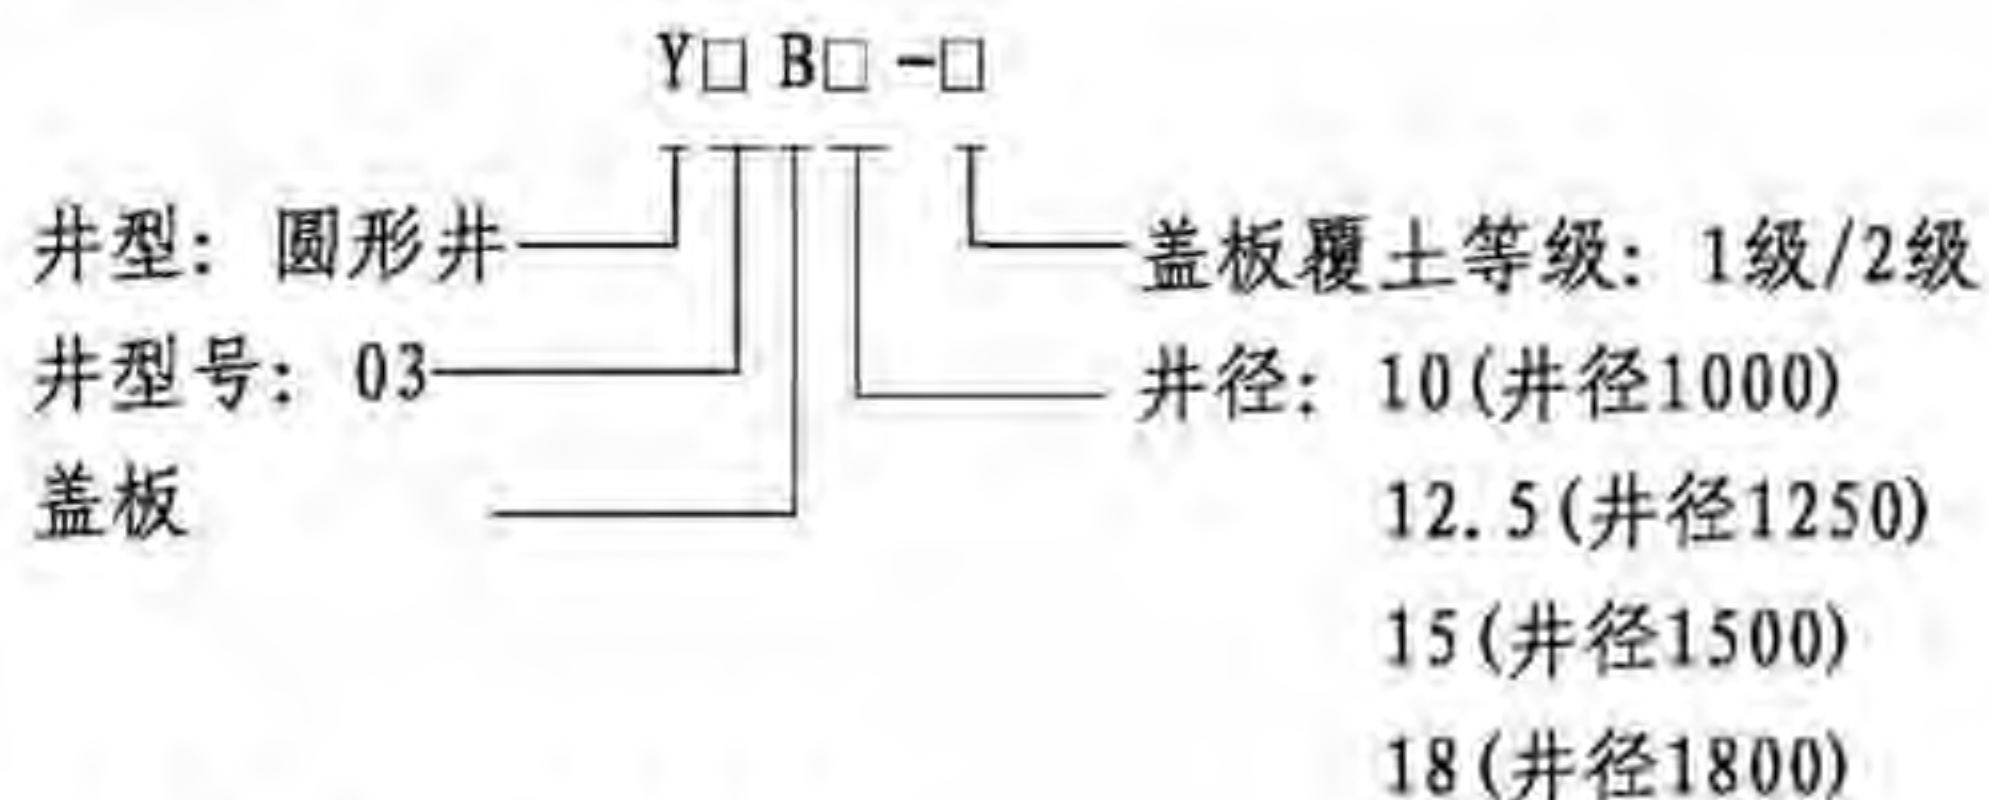 Y□ B□ -□
井型: 圆形井
井型号: 03
盖板
盖板覆土等级: 1级/2级
井径: 10(井径1000)
12.5(井径1250)
15(井径1500)
18(井径1800)